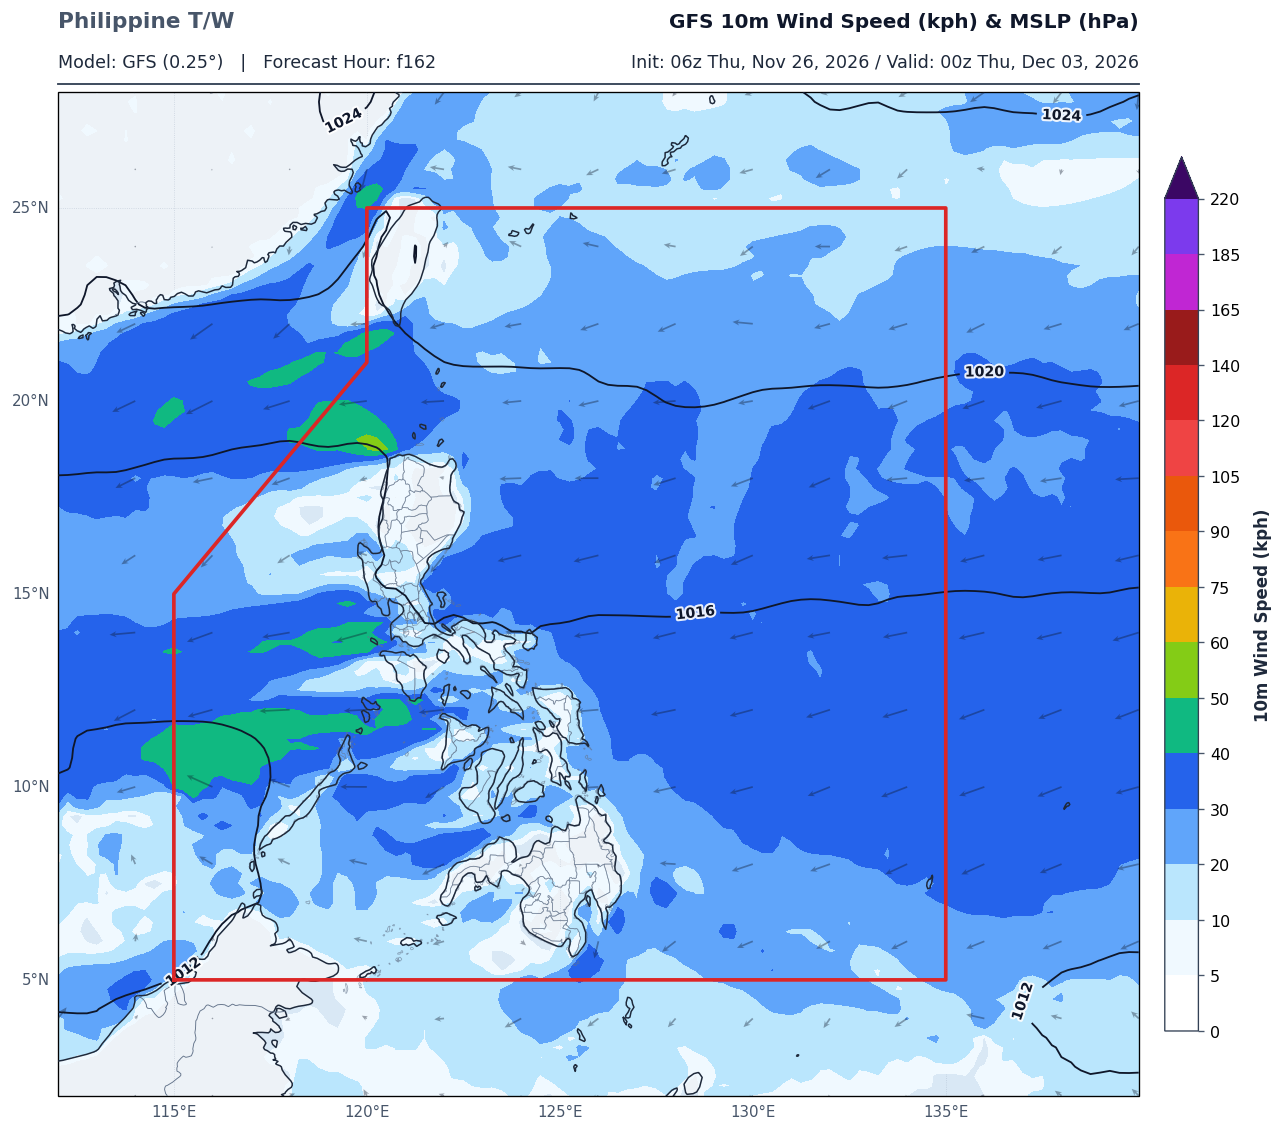 Philippine T/W
GFS 10m Wind Speed (kph) & MSLP (hPa)
Model: GFS (0.25°)   |   Forecast Hour: f162
Init: 06z Thu, Nov 26, 2026 / Valid: 00z Thu, Dec 03, 2026
1024
1024
1020
1016
1012
1012
25°N
20°N
15°N
10°N
5°N
115°E
120°E
125°E
130°E
135°E
220
185
165
140
120
105
90
75
60
50
40
30
20
10
5
0
10m Wind Speed (kph)